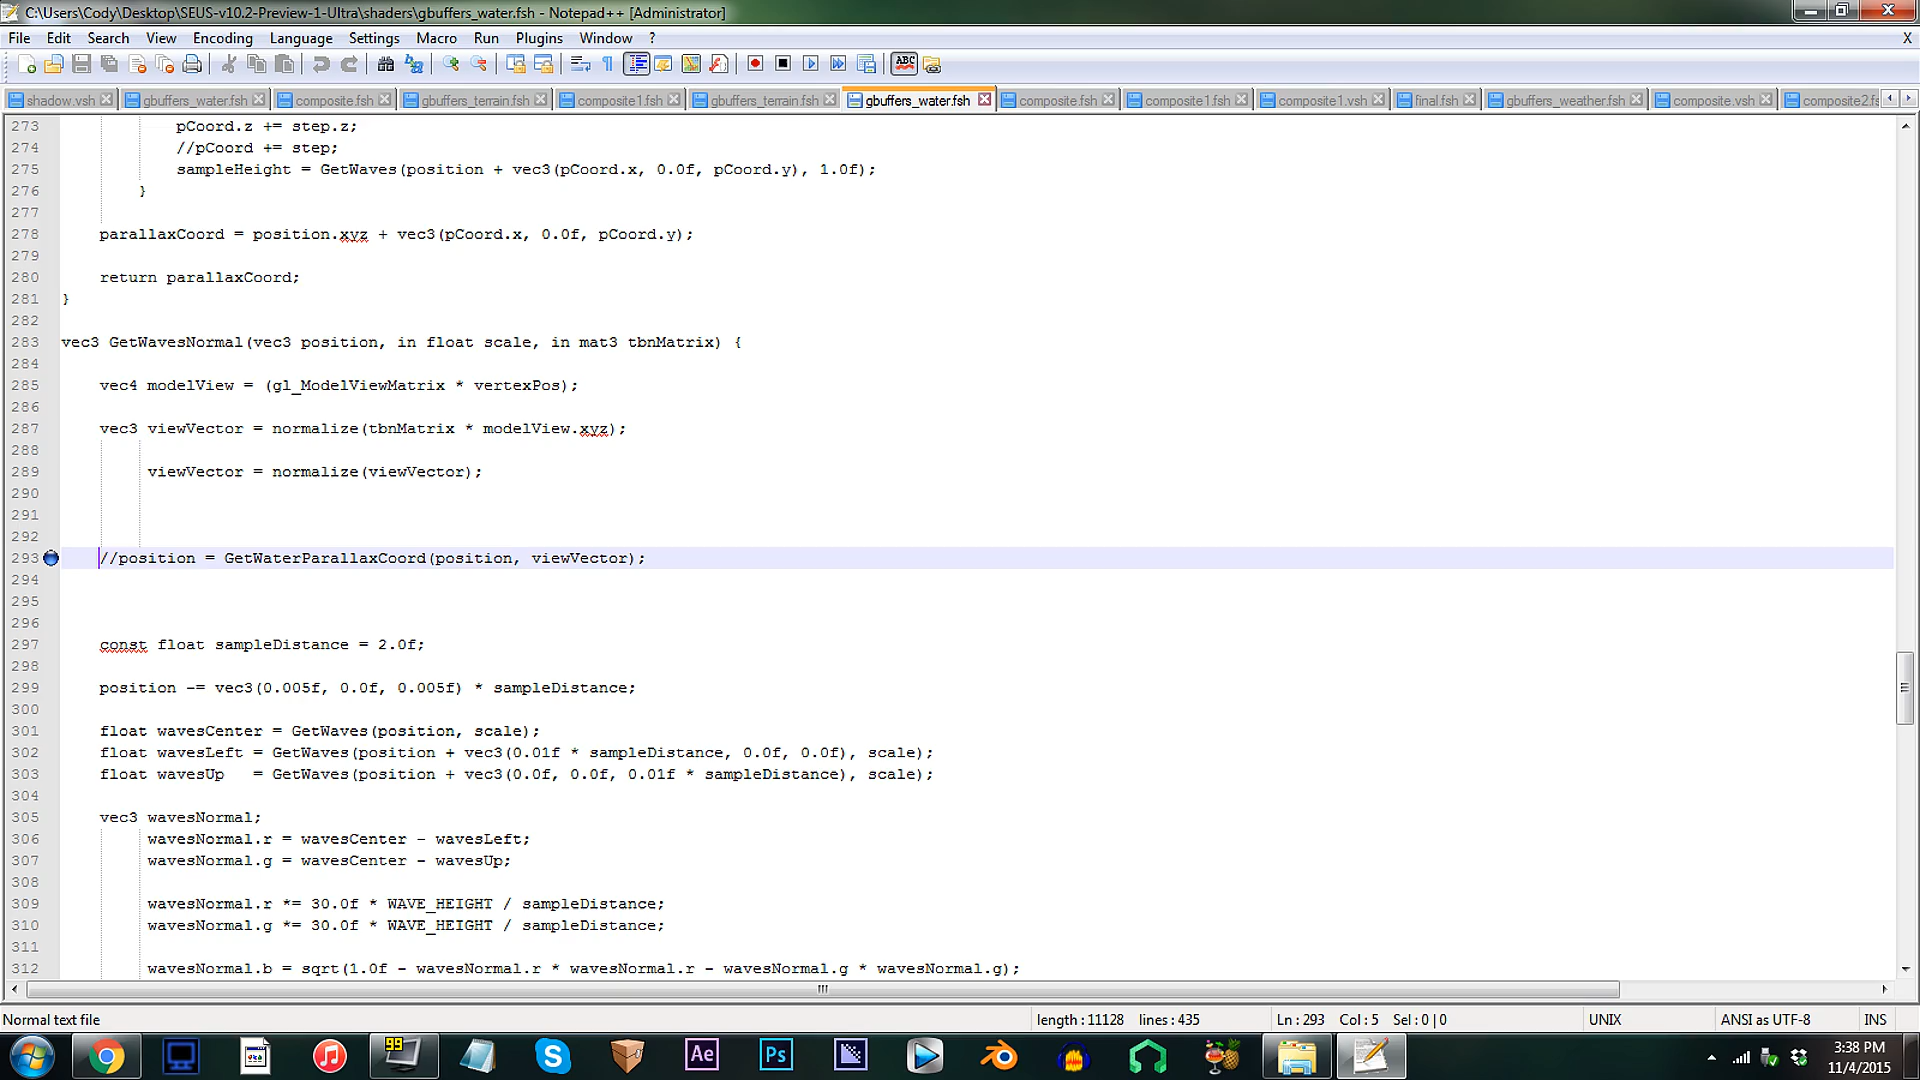 C:\Users\Cody\Desktop\SEUS-v10.2-Preview-1-Ultra\shaders\gbuffers_water.fsh - Notepad++ [Administrator]
File Edit Search View Encoding Language Settings Macro Run Plugins Window ? X
shadow.vsh gbuffers_water.fsh composite.fsh gbuffers_terrain.fsh composite1.fsh gbuffers_terrain.fsh gbuffers_water.fsh composite.fsh composite1.fsh composite1.vsh final.fsh gbuffers_weather.fsh composite.vsh composite2.fs
273 pCoord.z += step.z;
274 //pCoord += step;
275 sampleHeight = GetWaves(position + vec3(pCoord.x, 0.0f, pCoord.y), 1.0f);
276 }
277
278 parallaxCoord = position.xyz + vec3(pCoord.x, 0.0f, pCoord.y);
279
280 return parallaxCoord;
281 }
282
283 vec3 GetWavesNormal(vec3 position, in float scale, in mat3 tbnMatrix) {
284
285 vec4 modelView = (gl_ModelViewMatrix * vertexPos);
286
287 vec3 viewVector = normalize(tbnMatrix * modelView.xyz);
288
289 viewVector = normalize(viewVector);
290
291
292
293 //position = GetWaterParallaxCoord(position, viewVector);
294
295
296
297 const float sampleDistance = 2.0f;
298
299 position -= vec3(0.005f, 0.0f, 0.005f) * sampleDistance;
300
301 float wavesCenter = GetWaves(position, scale);
302 float wavesLeft = GetWaves(position + vec3(0.01f * sampleDistance, 0.0f, 0.0f), scale);
303 float wavesUp   = GetWaves(position + vec3(0.0f, 0.0f, 0.01f * sampleDistance), scale);
304
305 vec3 wavesNormal;
306 wavesNormal.r = wavesCenter - wavesLeft;
307 wavesNormal.g = wavesCenter - wavesUp;
308
309 wavesNormal.r *= 30.0f * WAVE_HEIGHT / sampleDistance;
310 wavesNormal.g *= 30.0f * WAVE_HEIGHT / sampleDistance;
311
312 wavesNormal.b = sqrt(1.0f - wavesNormal.r * wavesNormal.r - wavesNormal.g * wavesNormal.g);
Normal text file length : 11128 lines : 435 Ln : 293 Col : 5 Sel : 0 | 0 UNIX ANSI as UTF-8 INS
99 Ae Ps
3:38 PM
11/4/2015